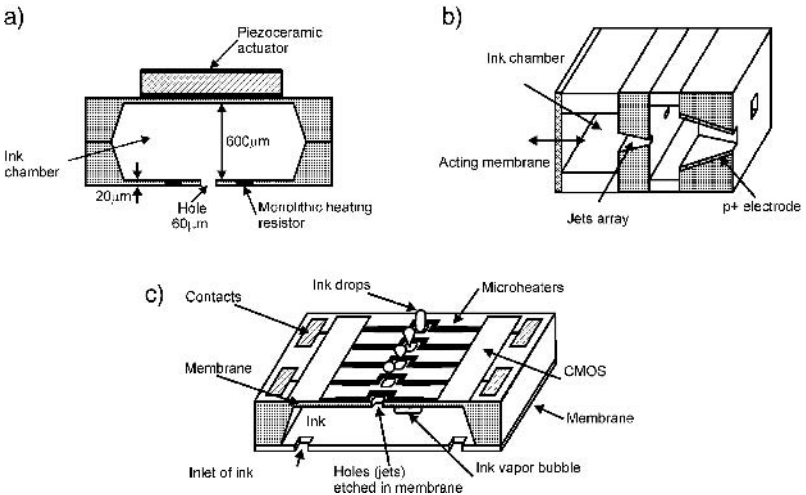 a)
Piezoceramic
actuator
Ink
chamber
600µm
20µm
Hole
60µm
Monolithic heating
resistor
b)
Ink chamber
Acting membrane
Jets array
p+ electrode
c)
Ink drops
Microheaters
Contacts
Membrane
CMOS
Membrane
Ink
Inlet of ink
Holes (jets)
etched in membrane
Ink vapor bubble